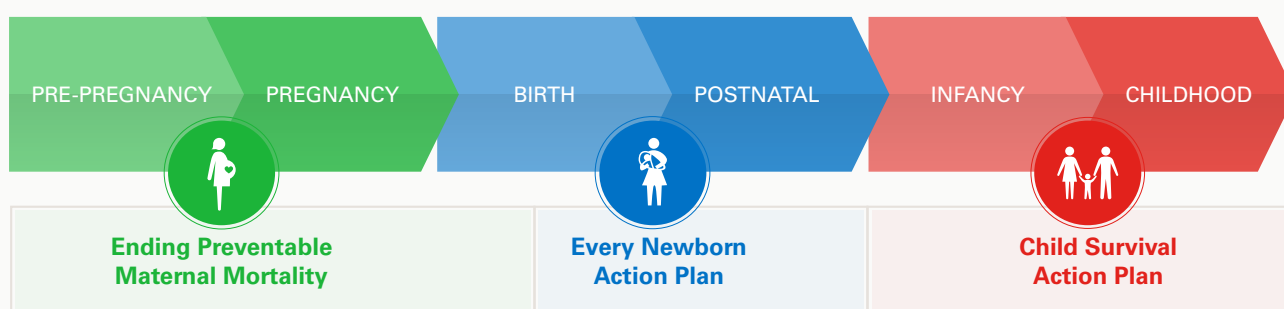 PRE-PREGNANCY
PREGNANCY
BIRTH
POSTNATAL
INFANCY
CHILDHOOD
Ending Preventable
Maternal Mortality
Every Newborn
Action Plan
Child Survival
Action Plan